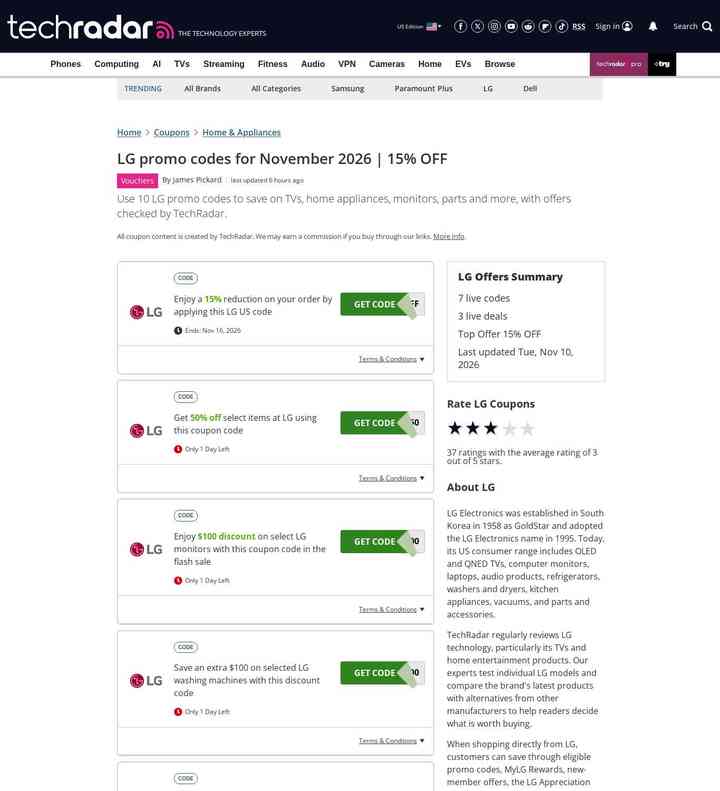 techradar THE TECHNOLOGY EXPERTS
US Edition RSS Sign in Search
Phones Computing AI TVs Streaming Fitness Audio VPN Cameras Home EVs Browse techradar pro
TRENDING All Brands All Categories Samsung Paramount Plus LG Dell
Home > Coupons > Home & Appliances
LG promo codes for November 2026 | 15% OFF
Vouchers By James Pickard last updated 6 hours ago
Use 10 LG promo codes to save on TVs, home appliances, monitors, parts and more, with offers
checked by TechRadar.
All coupon content is created by TechRadar. We may earn a commission if you buy through our links. More Info.
CODE
LG
Enjoy a 15% reduction on your order by
applying this LG US code
GET CODE FF
Ends: Nov 16, 2026
Terms & Conditions
CODE
LG
Get 50% off select items at LG using
this coupon code
GET CODE 50
Only 1 Day Left
Terms & Conditions
CODE
LG
Enjoy $100 discount on select LG
monitors with this coupon code in the
flash sale
GET CODE 00
Only 1 Day Left
Terms & Conditions
CODE
LG
Save an extra $100 on selected LG
washing machines with this discount
code
GET CODE 00
Only 1 Day Left
Terms & Conditions
CODE
LG Offers Summary
7 live codes
3 live deals
Top Offer 15% OFF
Last updated Tue, Nov 10,
2026
Rate LG Coupons
37 ratings with the average rating of 3
out of 5 stars.
About LG
LG Electronics was established in South
Korea in 1958 as GoldStar and adopted
the LG Electronics name in 1995. Today,
its US consumer range includes OLED
and QNED TVs, computer monitors,
laptops, audio products, refrigerators,
washers and dryers, kitchen
appliances, vacuums, and parts and
accessories.
TechRadar regularly reviews LG
technology, particularly its TVs and
home entertainment products. Our
experts test individual LG models and
compare the brand's latest products
with alternatives from other
manufacturers to help readers decide
what is worth buying.
When shopping directly from LG,
customers can save through eligible
promo codes, MyLG Rewards, new-
member offers, the LG Appreciation